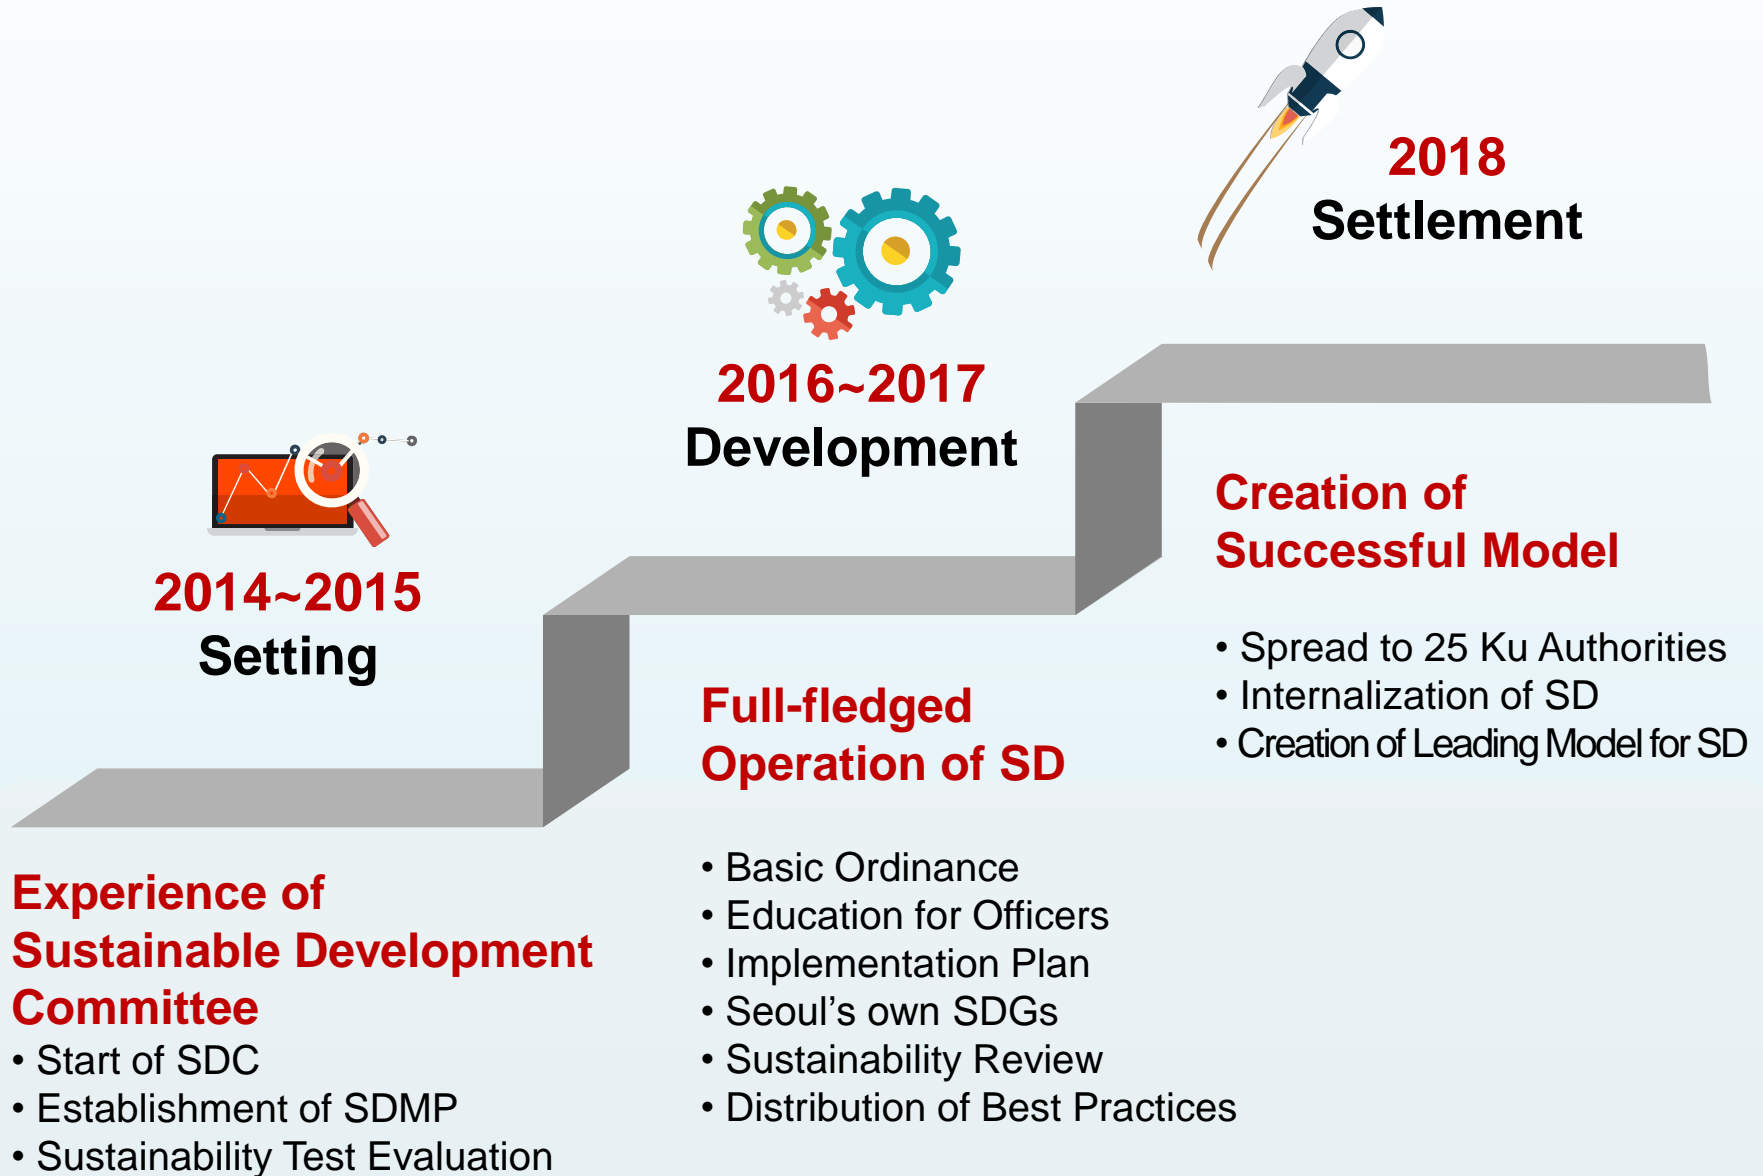 2014~2015
Setting
Experience of
Sustainable Development
Committee
• Start of SDC
• Establishment of SDMP
• Sustainability Test Evaluation
2016~2017
Development
Full-fledged
Operation of SD
• Basic Ordinance
• Education for Officers
• Implementation Plan
• Seoul’s own SDGs
• Sustainability Review
• Distribution of Best Practices
2018
Settlement
Creation of
Successful Model
• Spread to 25 Ku Authorities
• Internalization of SD
• Creation of Leading Model for SD